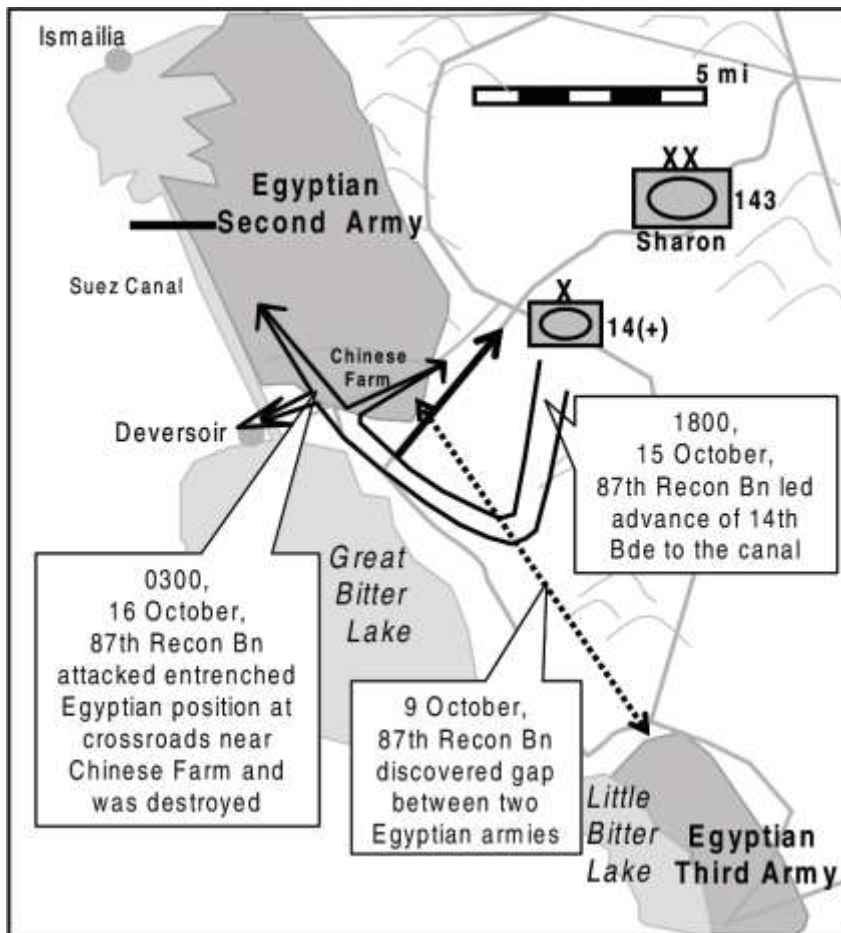 Ismailia
5 mi
XX
143
Sharon
Egyptian
Second Army
Suez Canal
X
14(+)
Chinese
Farm
Deversoir
1800,
15 October,
87th Recon Bn led
advance of 14th
Bde to the canal
0300,
16 October,
87th Recon Bn
attacked entrenched
Egyptian position at
crossroads near
Chinese Farm and
was destroyed
Great
Bitter
Lake
9 October,
87th Recon Bn
discovered gap
between two
Egyptian armies
Little
Bitter
Lake
Egyptian
Third Army